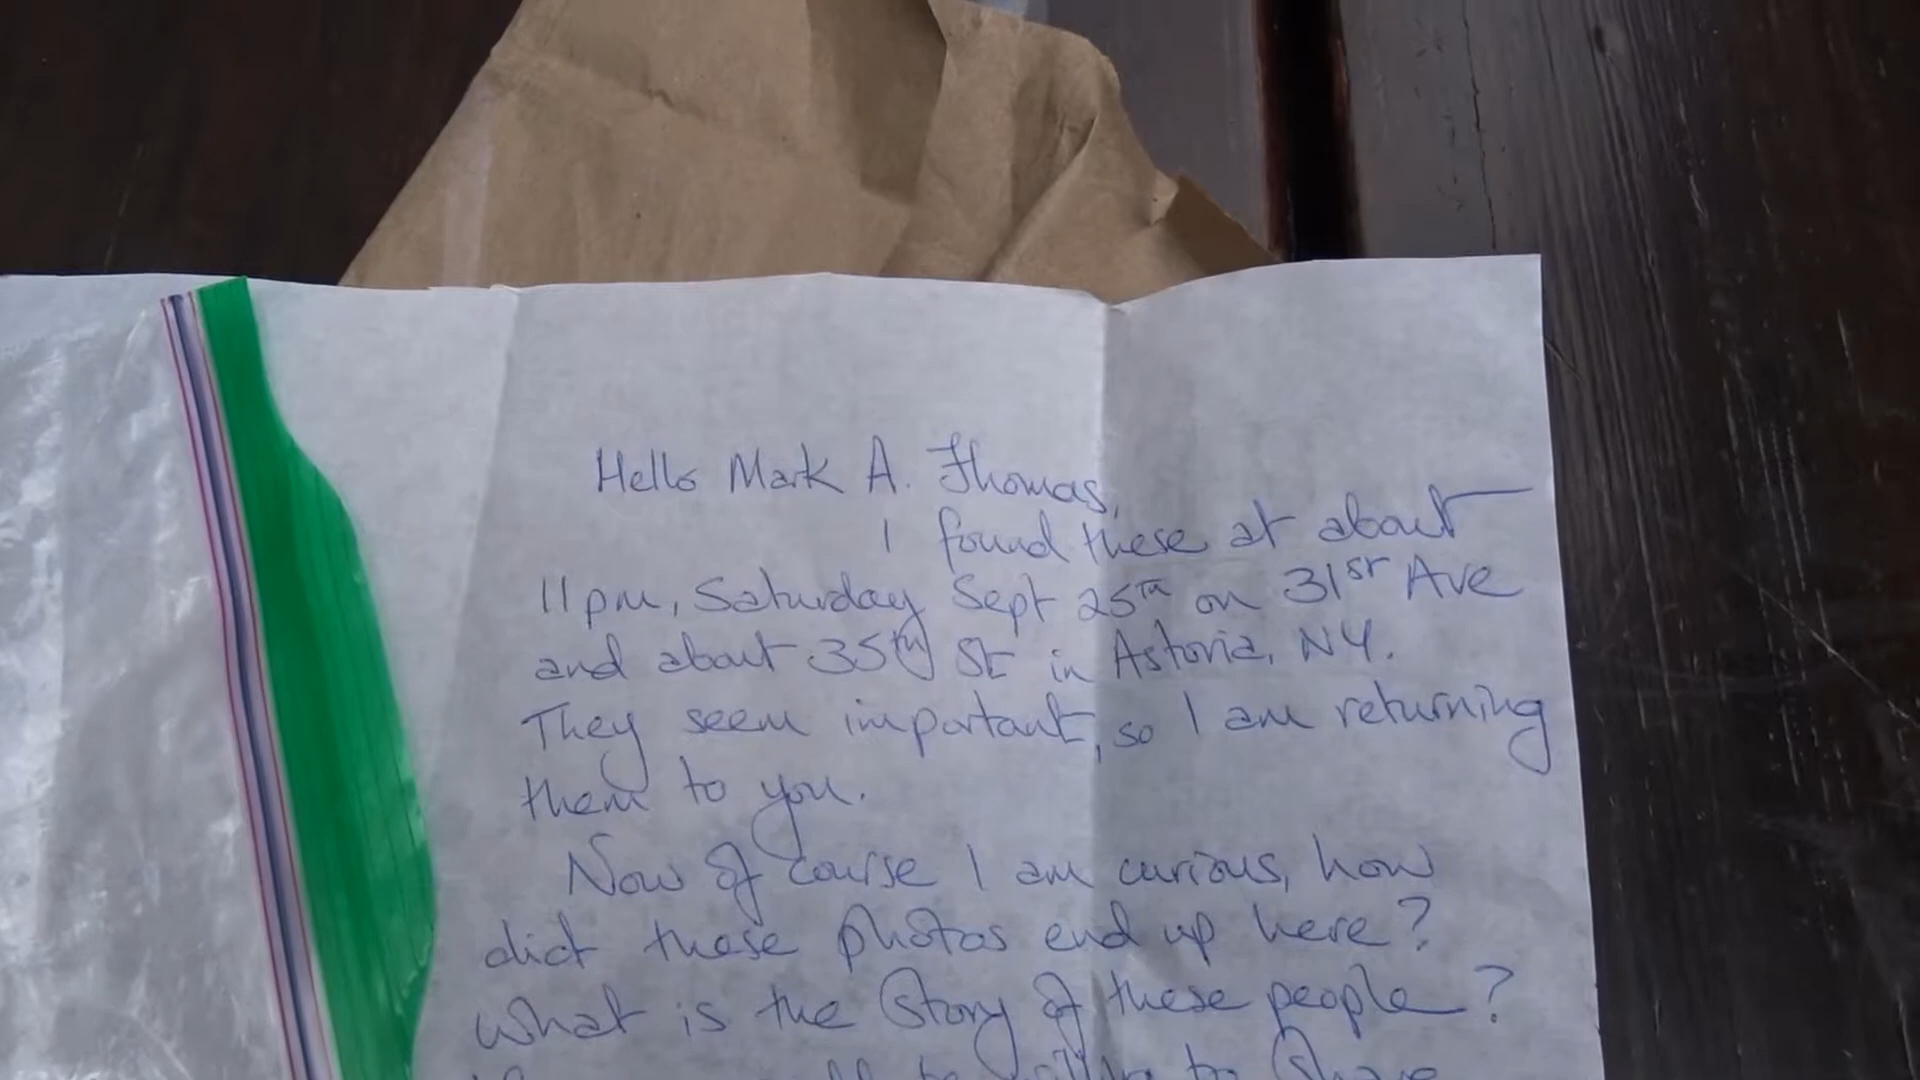 Hello Mark A. Thomas,
I found these at about
11pm, Saturday Sept 25th on 31st Ave
and about 35th St in Astoria, NY.
They seem important, so I am returning
them to you.
Now of course I am curious, how
did these photos end up here?
What is the story of these people?
to share